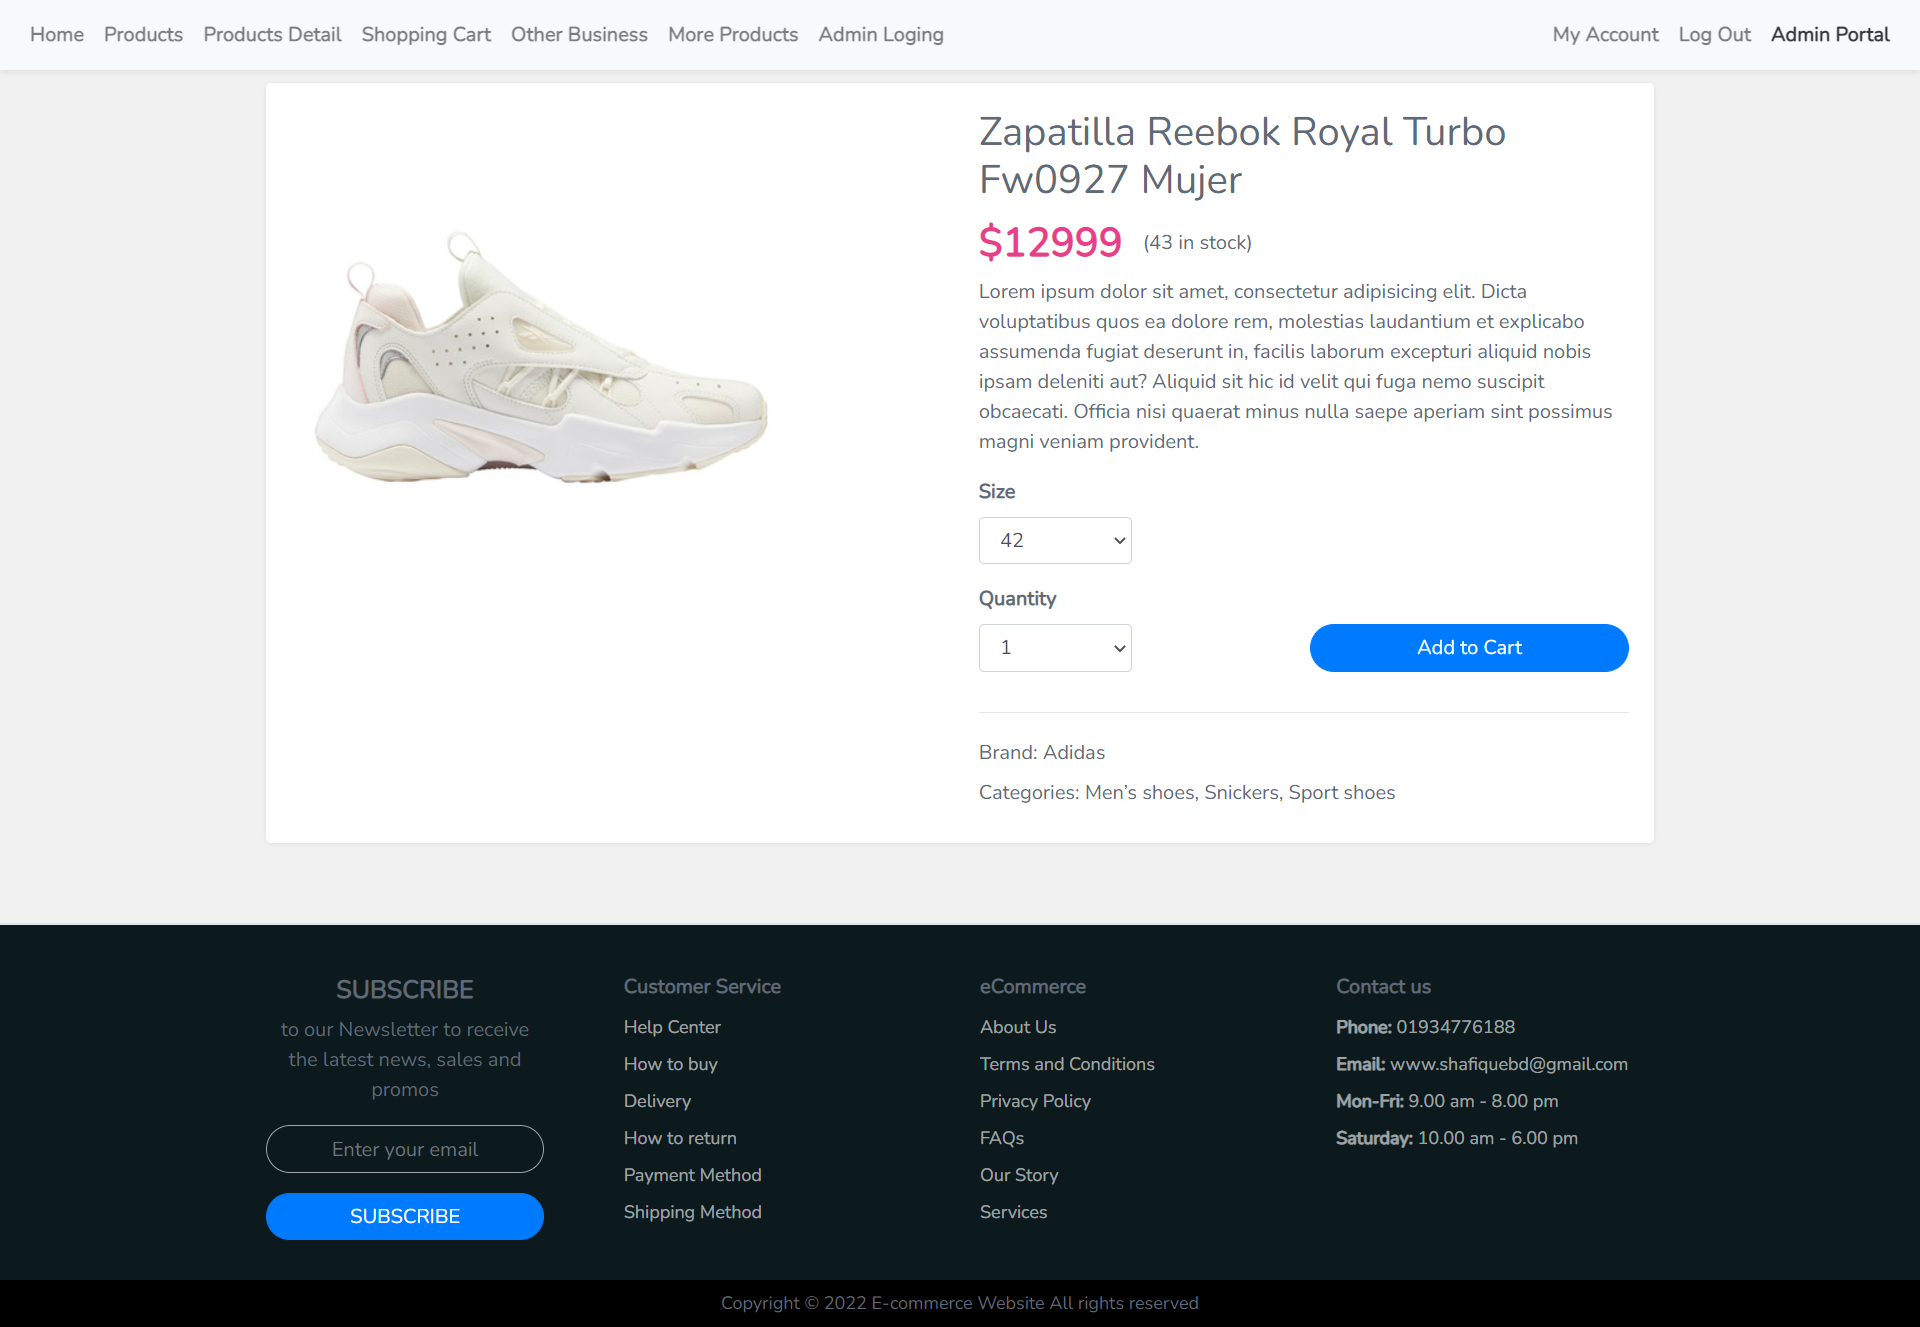 Home Products Products Detail Shopping Cart Other Business More Products Admin Loging My Account Log Out Admin Portal
Zapatilla Reebok Royal Turbo
Fw0927 Mujer
$12999 (43 in stock)
Lorem ipsum dolor sit amet, consectetur adipisicing elit. Dicta
voluptatibus quos ea dolore rem, molestias laudantium et explicabo
assumenda fugiat deserunt in, facilis laborum excepturi aliquid nobis
ipsam deleniti aut? Aliquid sit hic id velit qui fuga nemo suscipit
obcaecati. Officia nisi quaerat minus nulla saepe aperiam sint possimus
magni veniam provident.
Size
42
Quantity
1
Add to Cart
Brand: Adidas
Categories: Men's shoes, Snickers, Sport shoes
SUBSCRIBE
to our Newsletter to receive
the latest news, sales and
promos
Enter your email
SUBSCRIBE
Customer Service
Help Center
How to buy
Delivery
How to return
Payment Method
Shipping Method
eCommerce
About Us
Terms and Conditions
Privacy Policy
FAQs
Our Story
Services
Contact us
Phone: 01934776188
Email: www.shafiquebd@gmail.com
Mon-Fri: 9.00 am - 8.00 pm
Saturday: 10.00 am - 6.00 pm
Copyright © 2022 E-commerce Website All rights reserved